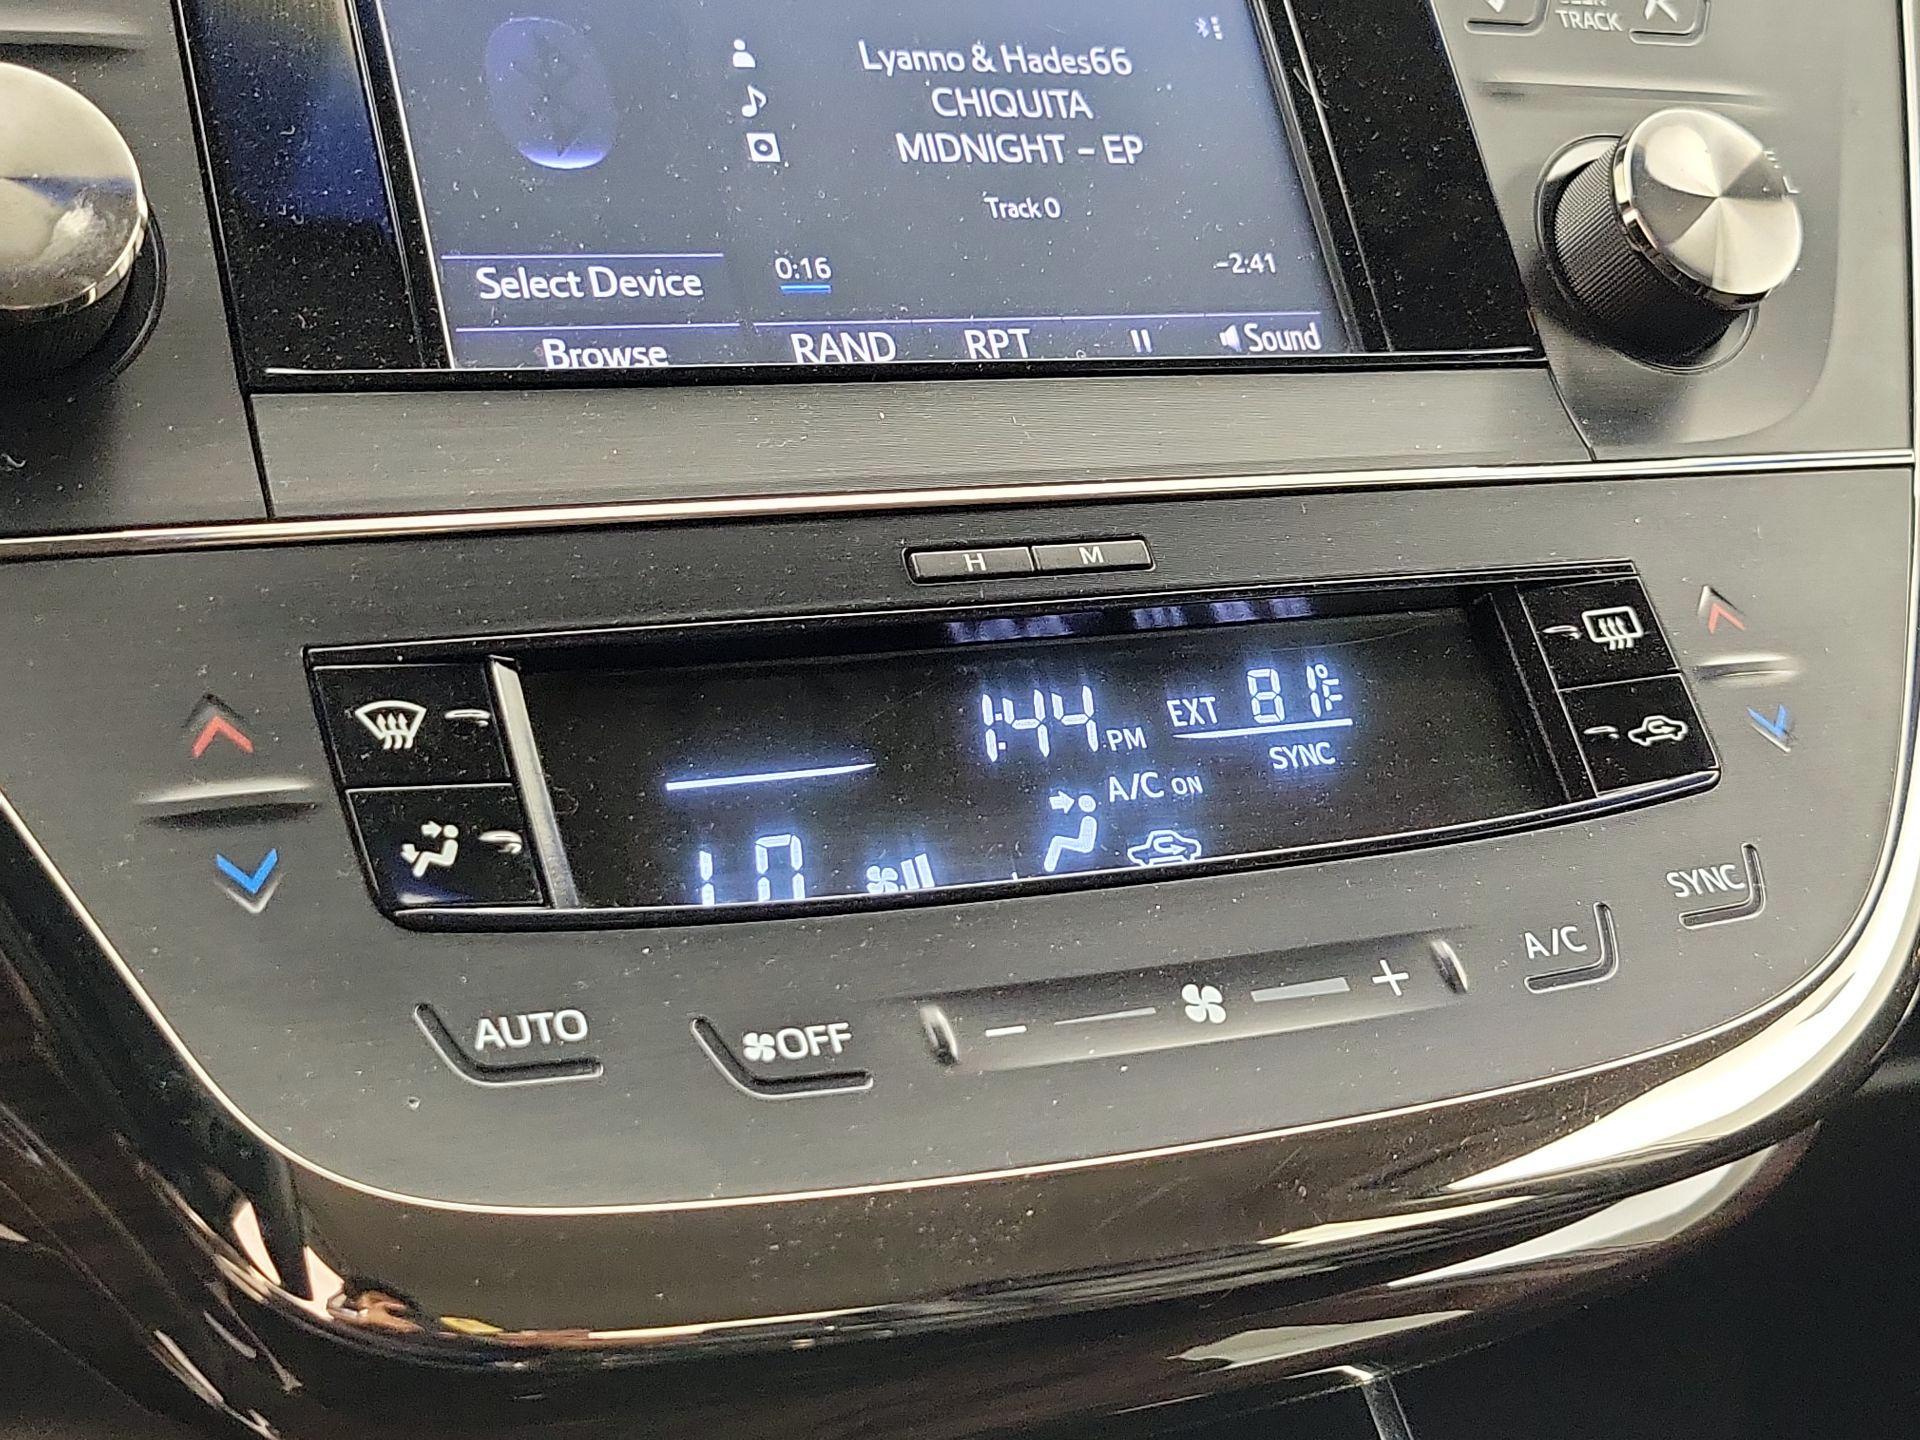 TRACK
Lyanno & Hades66
CHIQUITA
MIDNIGHT - EP
Track 0
0:16
-2:41
Select Device
Browse
RAND
RPT
Sound
H
M
1:44 PM
EXT 81°F
SYNC
A/C ON
AUTO
OFF
- +
A/C
SYNC